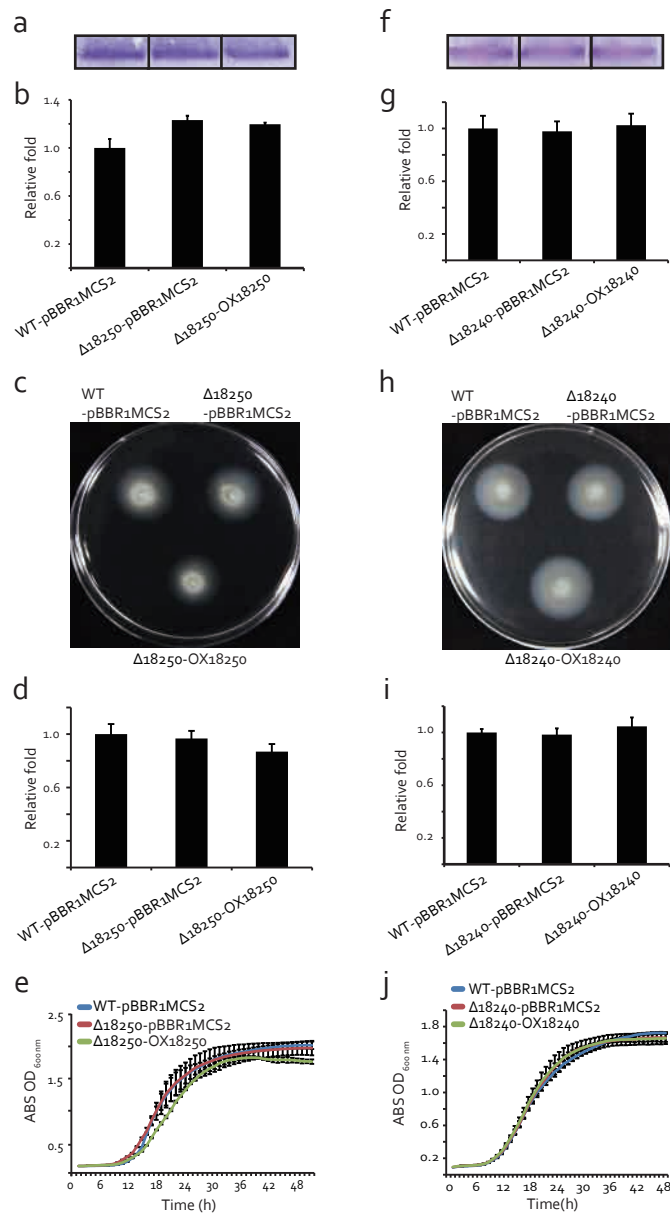 a
b
1.4
1.0
0.6
0.2
Relative fold
WT-pBBR1MCS2
Δ18250-pBBR1MCS2
Δ18250-OX18250
c
WT
-pBBR1MCS2
Δ18250
-pBBR1MCS2
Δ18250-OX18250
d
1.0
0.6
0.2
Relative fold
WT-pBBR1MCS2
Δ18250-pBBR1MCS2
Δ18250-OX18250
e
WT-pBBR1MCS2
Δ18250-pBBR1MCS2
Δ18250-OX18250
2.5
1.5
0.5
ABS OD 600 nm
0 6 12 18 24 30 36 42 48
Time (h)
f
g
1.0
0.6
0.2
Relative fold
WT-pBBR1MCS2
Δ18240-pBBR1MCS2
Δ18240-OX18240
h
WT
-pBBR1MCS2
Δ18240
-pBBR1MCS2
Δ18240-OX18240
i
1.0
0.6
0.2
Relative fold
WT-pBBR1MCS2
Δ18240-pBBR1MCS2
Δ18240-OX18240
j
WT-pBBR1MCS2
Δ18240-pBBR1MCS2
Δ18240-OX18240
1.8
1.4
1.0
0.6
0.2
ABS OD 600 nm
0 6 12 18 24 30 36 42 48
Time(h)